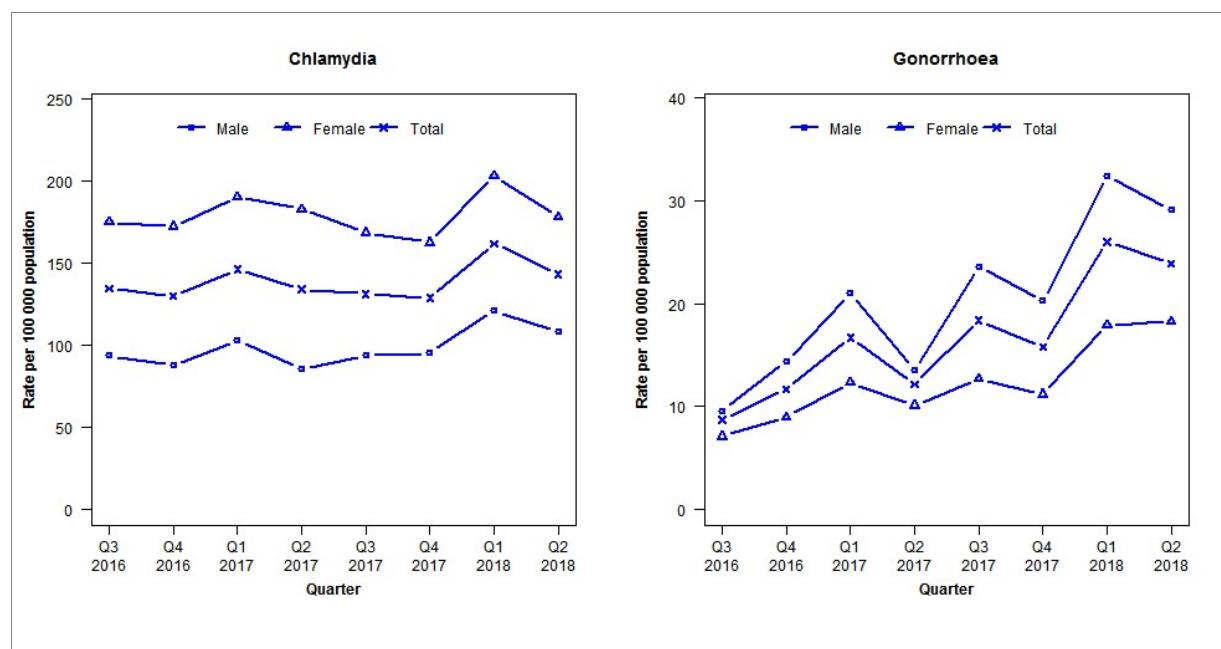 Chlamydia
Rate per 100 000 population
250
200
150
100
50
0
Male Female Total
Q3 Q4 Q1 Q2 Q3 Q4 Q1 Q2
2016 2016 2017 2017 2017 2017 2018 2018
Quarter
Gonorrhoea
Rate per 100 000 population
40
30
20
10
0
Male Female Total
Q3 Q4 Q1 Q2 Q3 Q4 Q1 Q2
2016 2016 2017 2017 2017 2017 2018 2018
Quarter